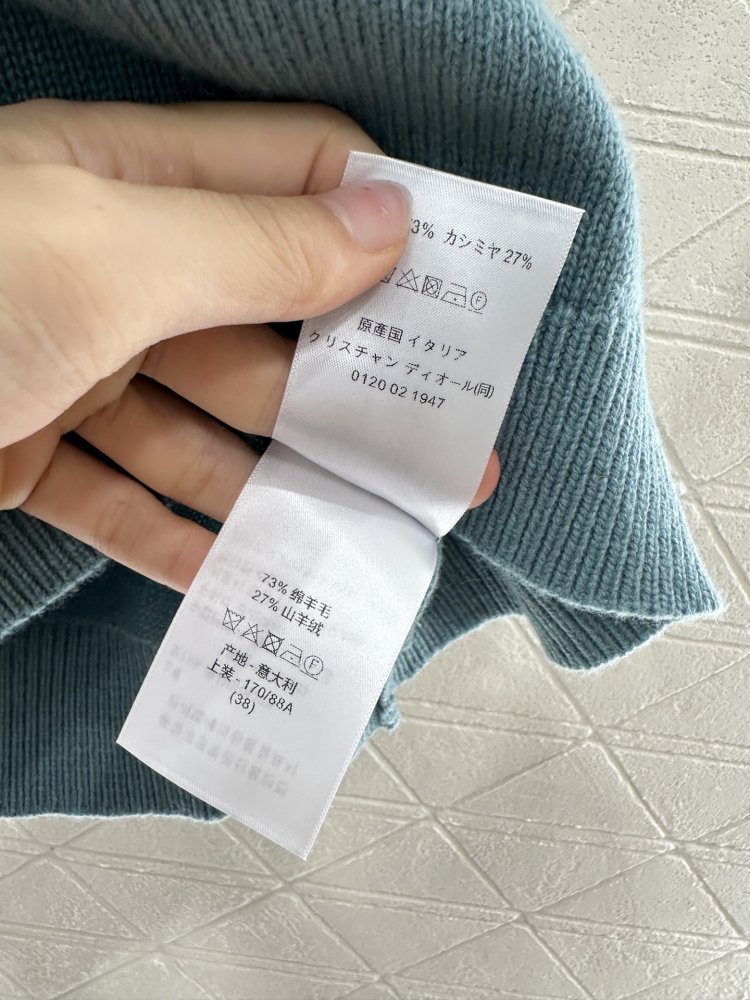 3% カシミヤ 27%
原産国 イタリア
クリスチャン ディオール(同)
0120 02 1947
73% 绵羊毛
27% 山羊绒
产地 - 意大利
上装 - 170/88A
(38)